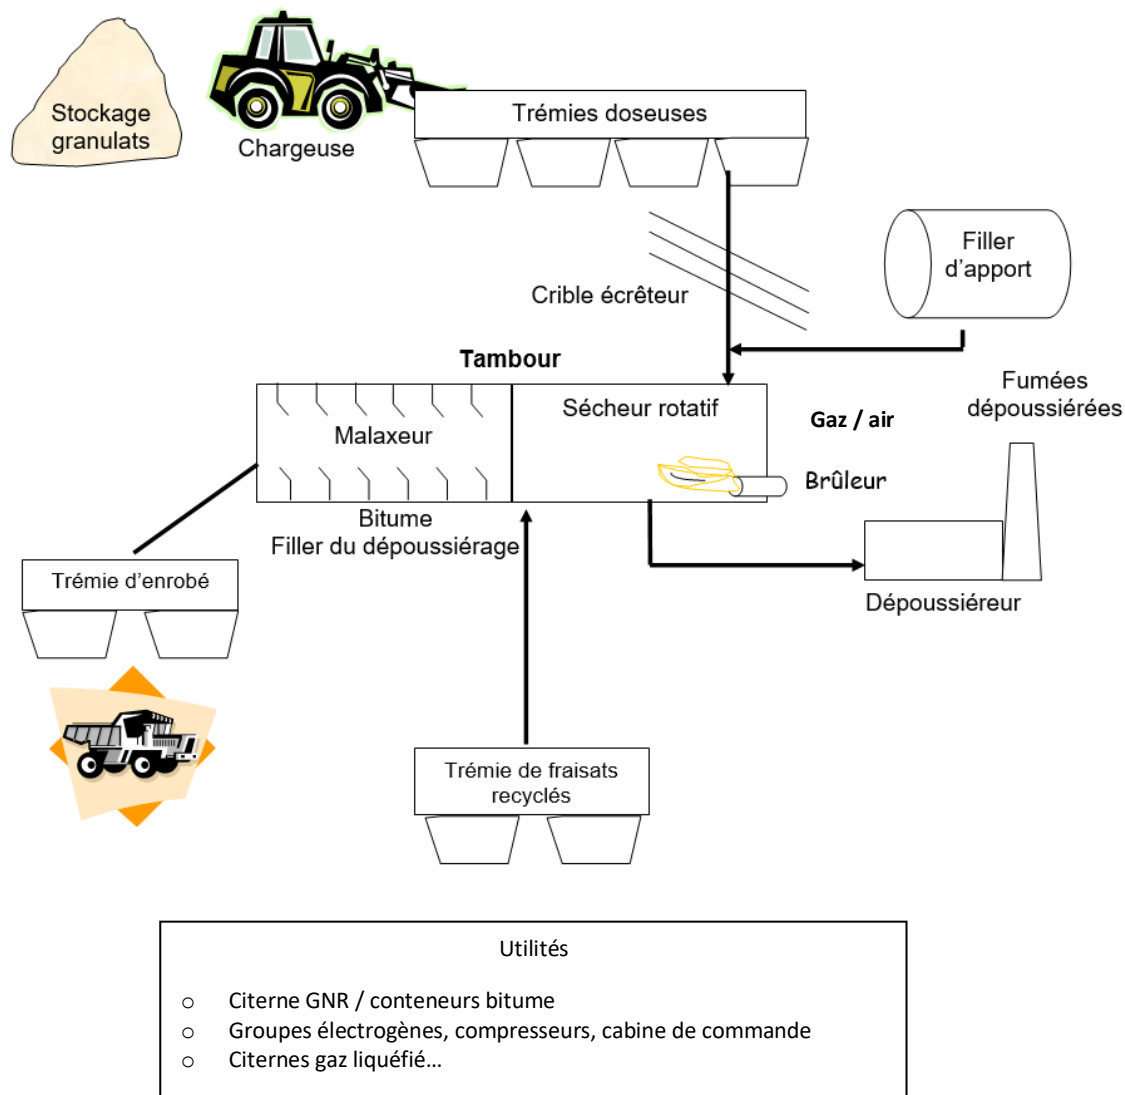 Stockage
granulats
Chargeuse
Trémies doseuses
Filler
d'apport
Crible écrêteur
Tambour
Fumées
dépoussiérées
Sécheur rotatif
Gaz / air
Malaxeur
Brûleur
Bitume
Filler du dépoussiérage
Trémie d'enrobé
Dépoussiéreur
Trémie de fraisats
recyclés
Utilités
o Citerne GNR / conteneurs bitume
o Groupes électrogènes, compresseurs, cabine de commande
o Citernes gaz liquéfié…